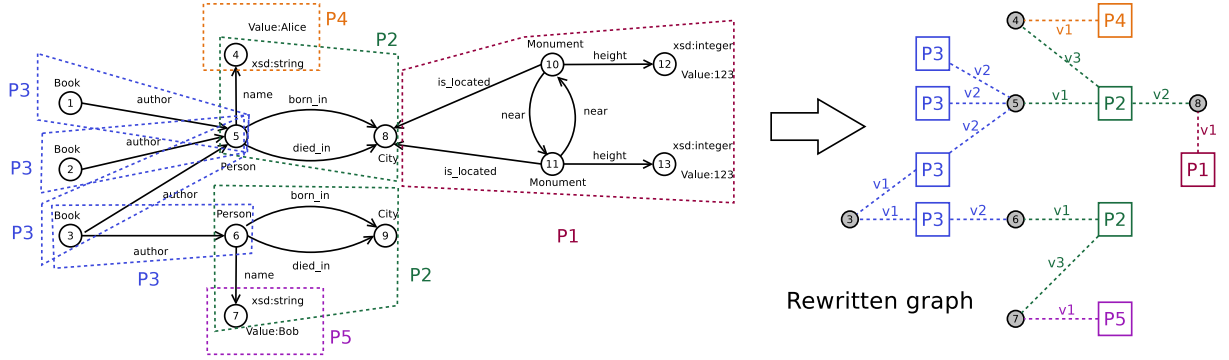 Value:Alice
P4
4
P2
xsd:string
Book
1
author
P3
name
born_in
5
8
died_in
City
Person
Book
2
author
P3
Monument
10
height
12
xsd:integer
Value:123
is_located
near
near
11
Monument
height
13
xsd:integer
Value:123
is_located
P1
Book
3
author
P3
author
P3
Person
6
born_in
City
9
died_in
name
P2
xsd:string
7
Value:Bob
P5
4
v1
P4
v3
P3
v2
P3
v2
5
v1
P2
v2
8
v2
v1
P3
P1
v1
3
v1
P3
v2
6
v1
P2
v3
7
v1
P5
Rewritten graph